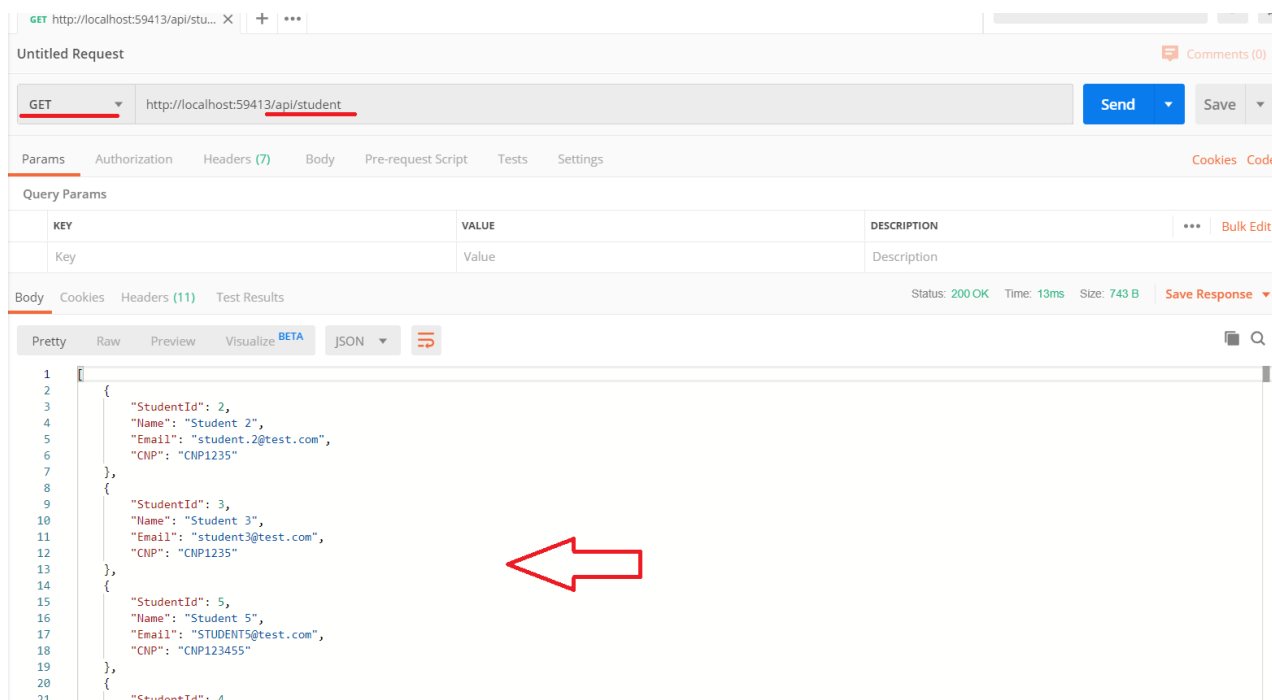 GET http://localhost:59413/api/stu... × + •••
Untitled Request
Comments (0)
GET http://localhost:59413/api/student Send Save
Params Authorization Headers (7) Body Pre-request Script Tests Settings Cookies Code
Query Params
KEY VALUE DESCRIPTION ••• Bulk Edit
Key Value Description
Body Cookies Headers (11) Test Results Status: 200 OK Time: 13ms Size: 743 B Save Response
Pretty Raw Preview Visualize BETA JSON
1 [
2 {
3 "StudentId": 2,
4 "Name": "Student 2",
5 "Email": "student.2@test.com",
6 "CNP": "CNP1235"
7 },
8 {
9 "StudentId": 3,
10 "Name": "Student 3",
11 "Email": "student3@test.com",
12 "CNP": "CNP1235"
13 },
14 {
15 "StudentId": 5,
16 "Name": "Student 5",
17 "Email": "STUDENT5@test.com",
18 "CNP": "CNP123455"
19 },
20 {
21 "StudentId": 4